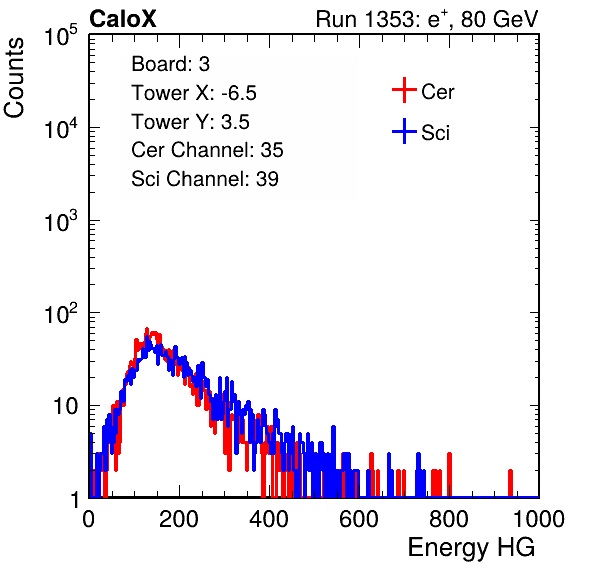 CaloX Run 1353: e⁺, 80 GeV
Counts
10⁵
10⁴
10³
10²
10
1
Board: 3
Tower X: -6.5
Tower Y: 3.5
Cer Channel: 35
Sci Channel: 39
Cer
Sci
0 200 400 600 800 1000
Energy HG